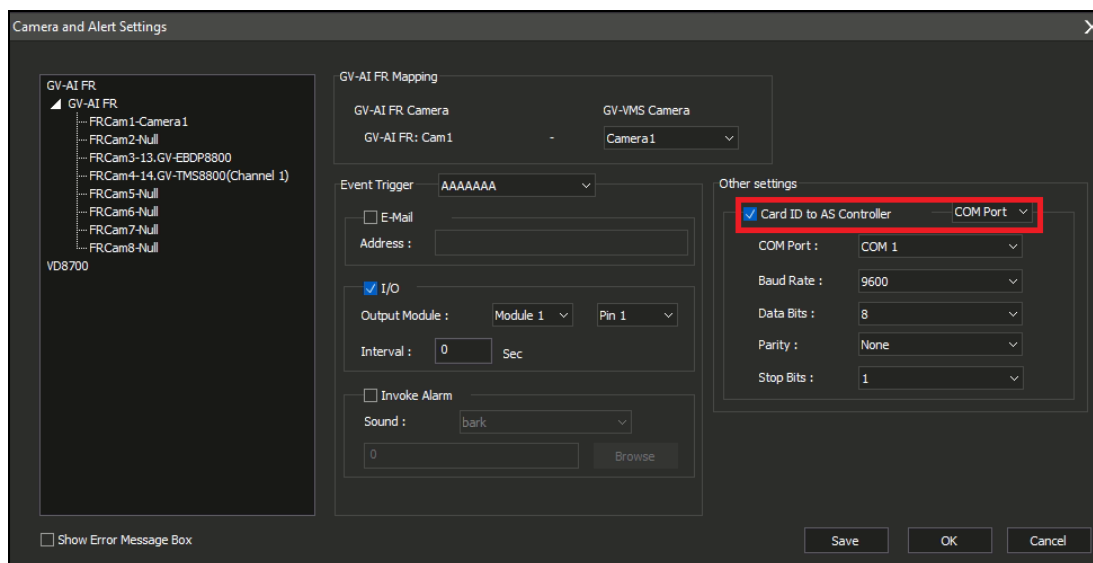 Camera and Alert Settings
GV-AI FR
GV-AI FR
FRCam1-Camera1
FRCam2-Null
FRCam3-13.GV-EBDP8800
FRCam4-14.GV-TMS8800(Channel 1)
FRCam5-Null
FRCam6-Null
FRCam7-Null
FRCam8-Null
VD8700
GV-AI FR Mapping
GV-AI FR Camera GV-VMS Camera
GV-AI FR: Cam1 - Camera1
Event Trigger AAAAAAA
E-Mail
Address :
I/O
Output Module : Module 1 Pin 1
Interval : 0 Sec
Invoke Alarm
Sound : bark
0 Browse
Other settings
Card ID to AS Controller COM Port
COM Port : COM 1
Baud Rate : 9600
Data Bits : 8
Parity : None
Stop Bits : 1
Show Error Message Box
Save OK Cancel